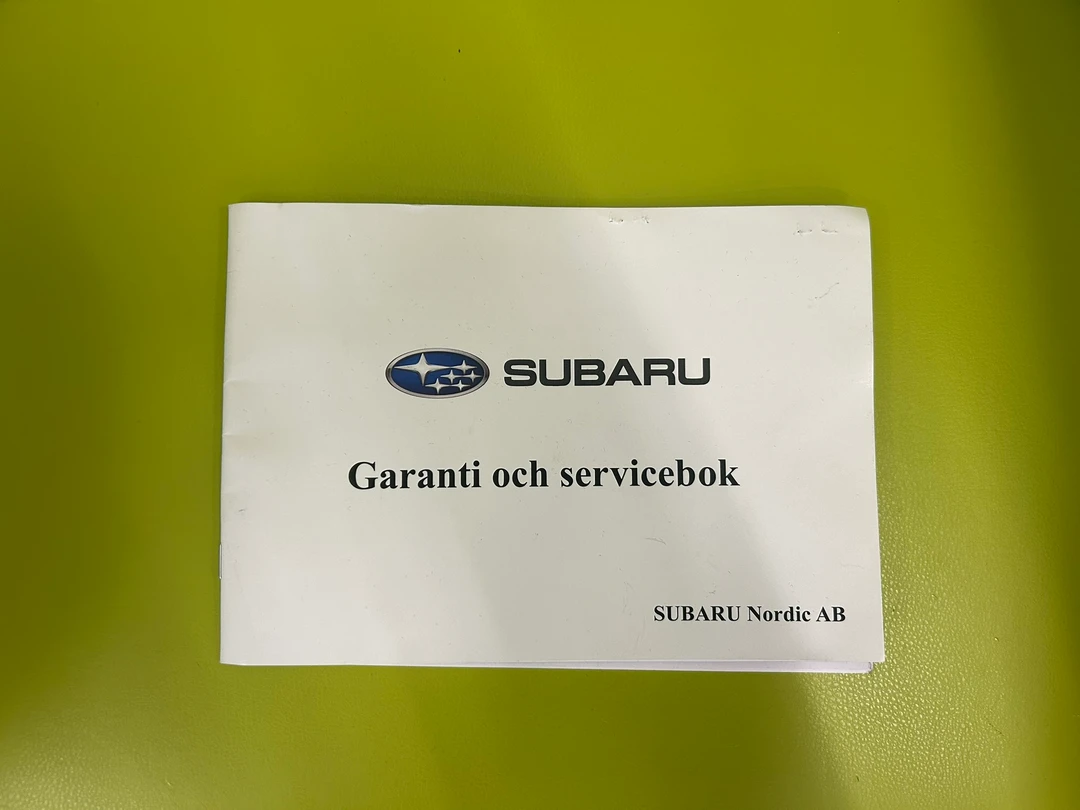 SUBARU
Garanti och servicebok
SUBARU Nordic AB